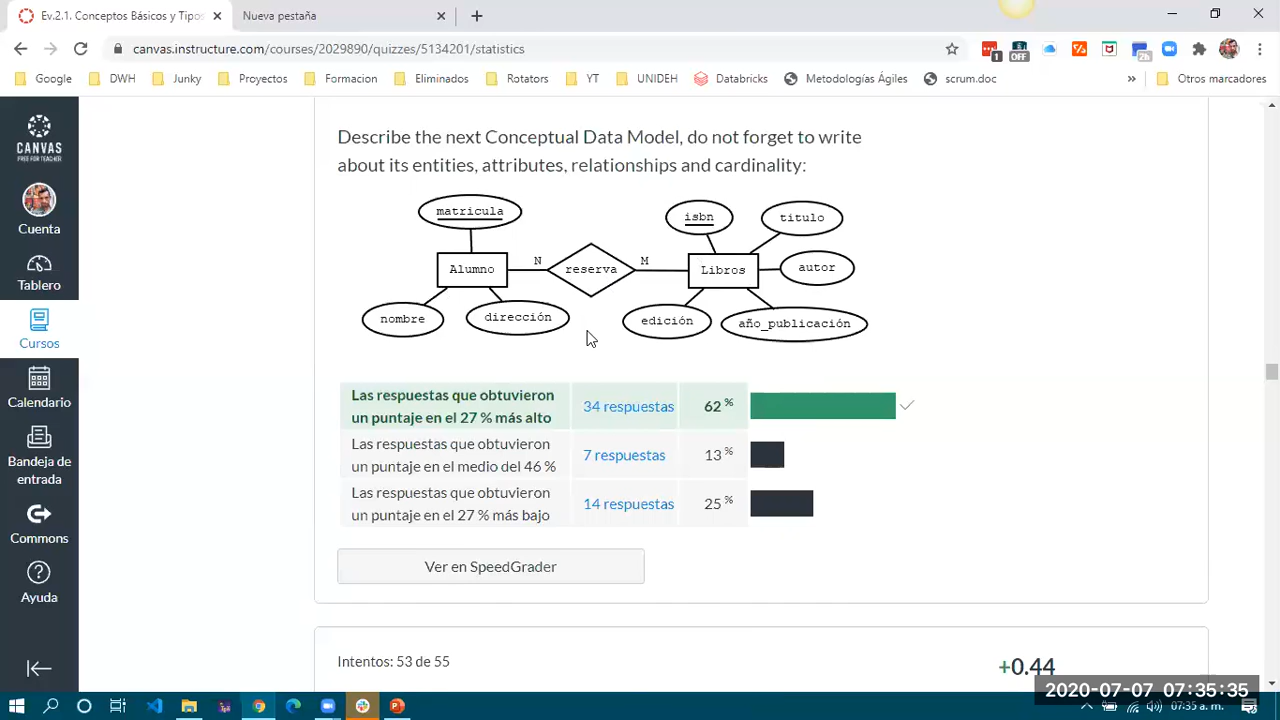 Ev.2.1. Conceptos Básicos y Tipos
Nueva pestaña
canvas.instructure.com/courses/2029890/quizzes/5134201/statistics
1
OFF
2h
Google
DWH
Junky
Proyectos
Formacion
Eliminados
Rotators
YT
UNIDEH
Databricks
Metodologías Ágiles
scrum.doc
»
Otros marcadores
CANVAS
FREE FOR TEACHER
Cuenta
Tablero
Cursos
Calendario
Bandeja de
entrada
Commons
Ayuda
Describe the next Conceptual Data Model, do not forget to write
about its entities, attributes, relationships and cardinality:
matricula
isbn
titulo
Alumno
N
reserva
M
Libros
autor
nombre
dirección
edición
año_publicación
Las respuestas que obtuvieron
un puntaje en el 27 % más alto
34 respuestas
62 %
Las respuestas que obtuvieron
un puntaje en el medio del 46 %
7 respuestas
13 %
Las respuestas que obtuvieron
un puntaje en el 27 % más bajo
14 respuestas
25 %
Ver en SpeedGrader
Intentos: 53 de 55
+0.44
2020-07-07 07:35:35
07:35 a. m.